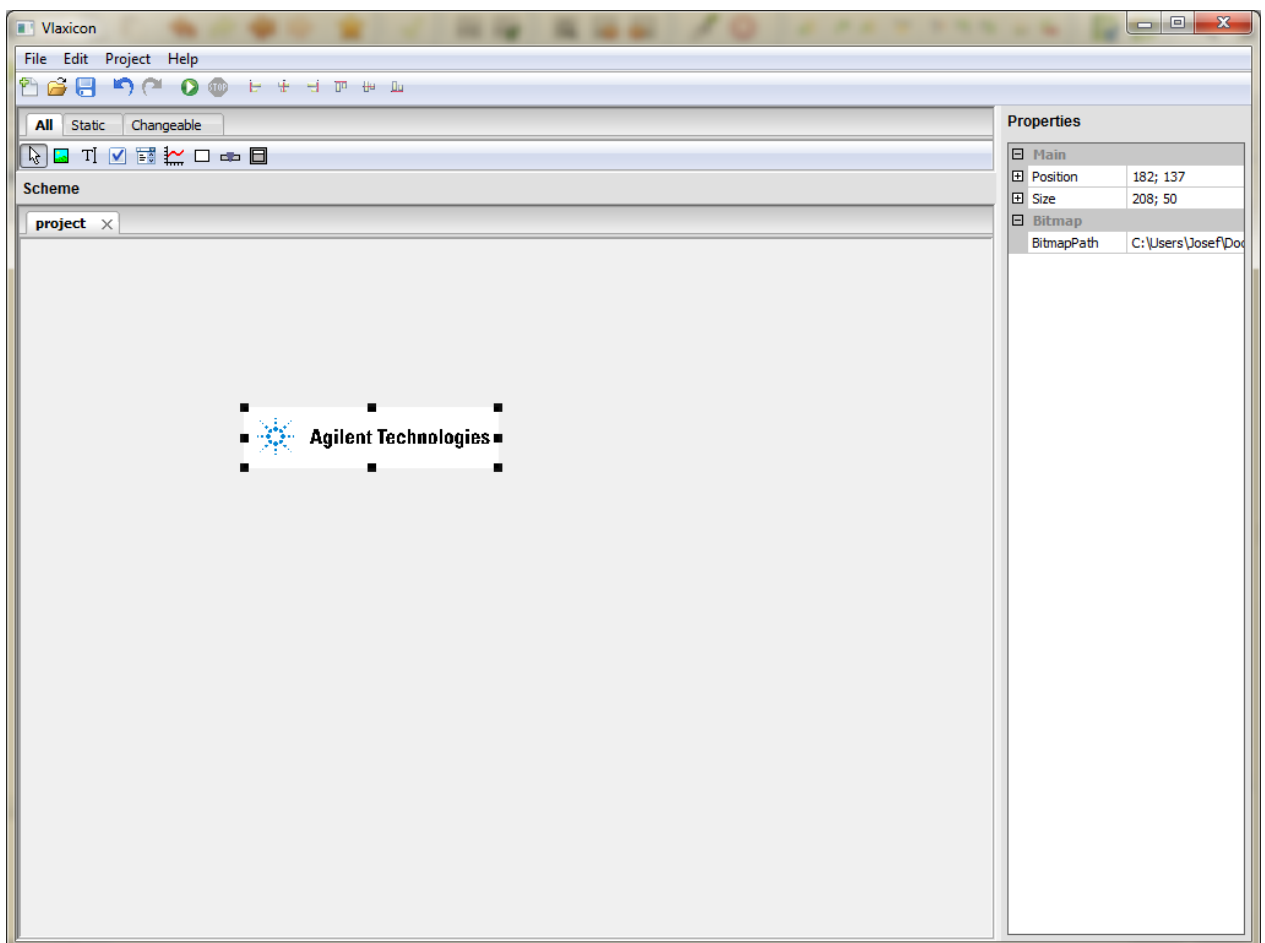 Vlaxicon
File Edit Project Help
STOP
All Static Changeable
T
Scheme
project
Agilent Technologies
Properties
Main
Position 182; 137
Size 208; 50
Bitmap
BitmapPath C:\Users\Josef\Doc